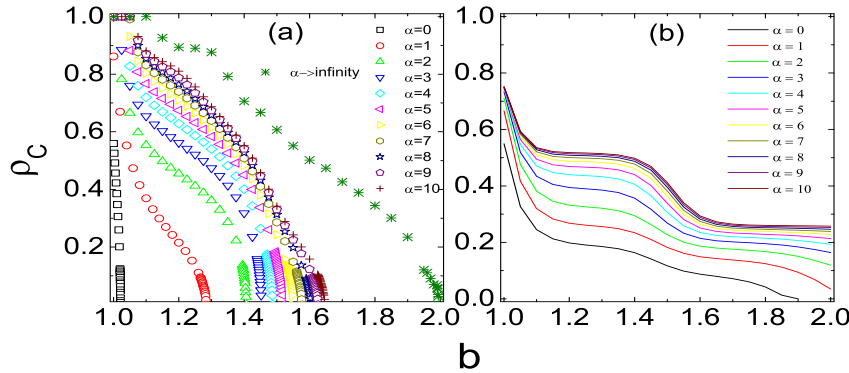 (a)
(b)
1.0
0.8
0.6
0.4
0.2
ρC
α=0
α=1
α=2
α=3
α=4
α=5
α=6
α=7
α=8
α=9
α=10
α->infinity
1.0 1.2 1.4 1.6 1.8 2.0
1.0
0.8
0.6
0.4
0.2
0.0
α = 0
α = 1
α = 2
α = 3
α = 4
α = 5
α = 6
α = 7
α = 8
α = 9
α = 10
1.0 1.2 1.4 1.6 1.8 2.0
b